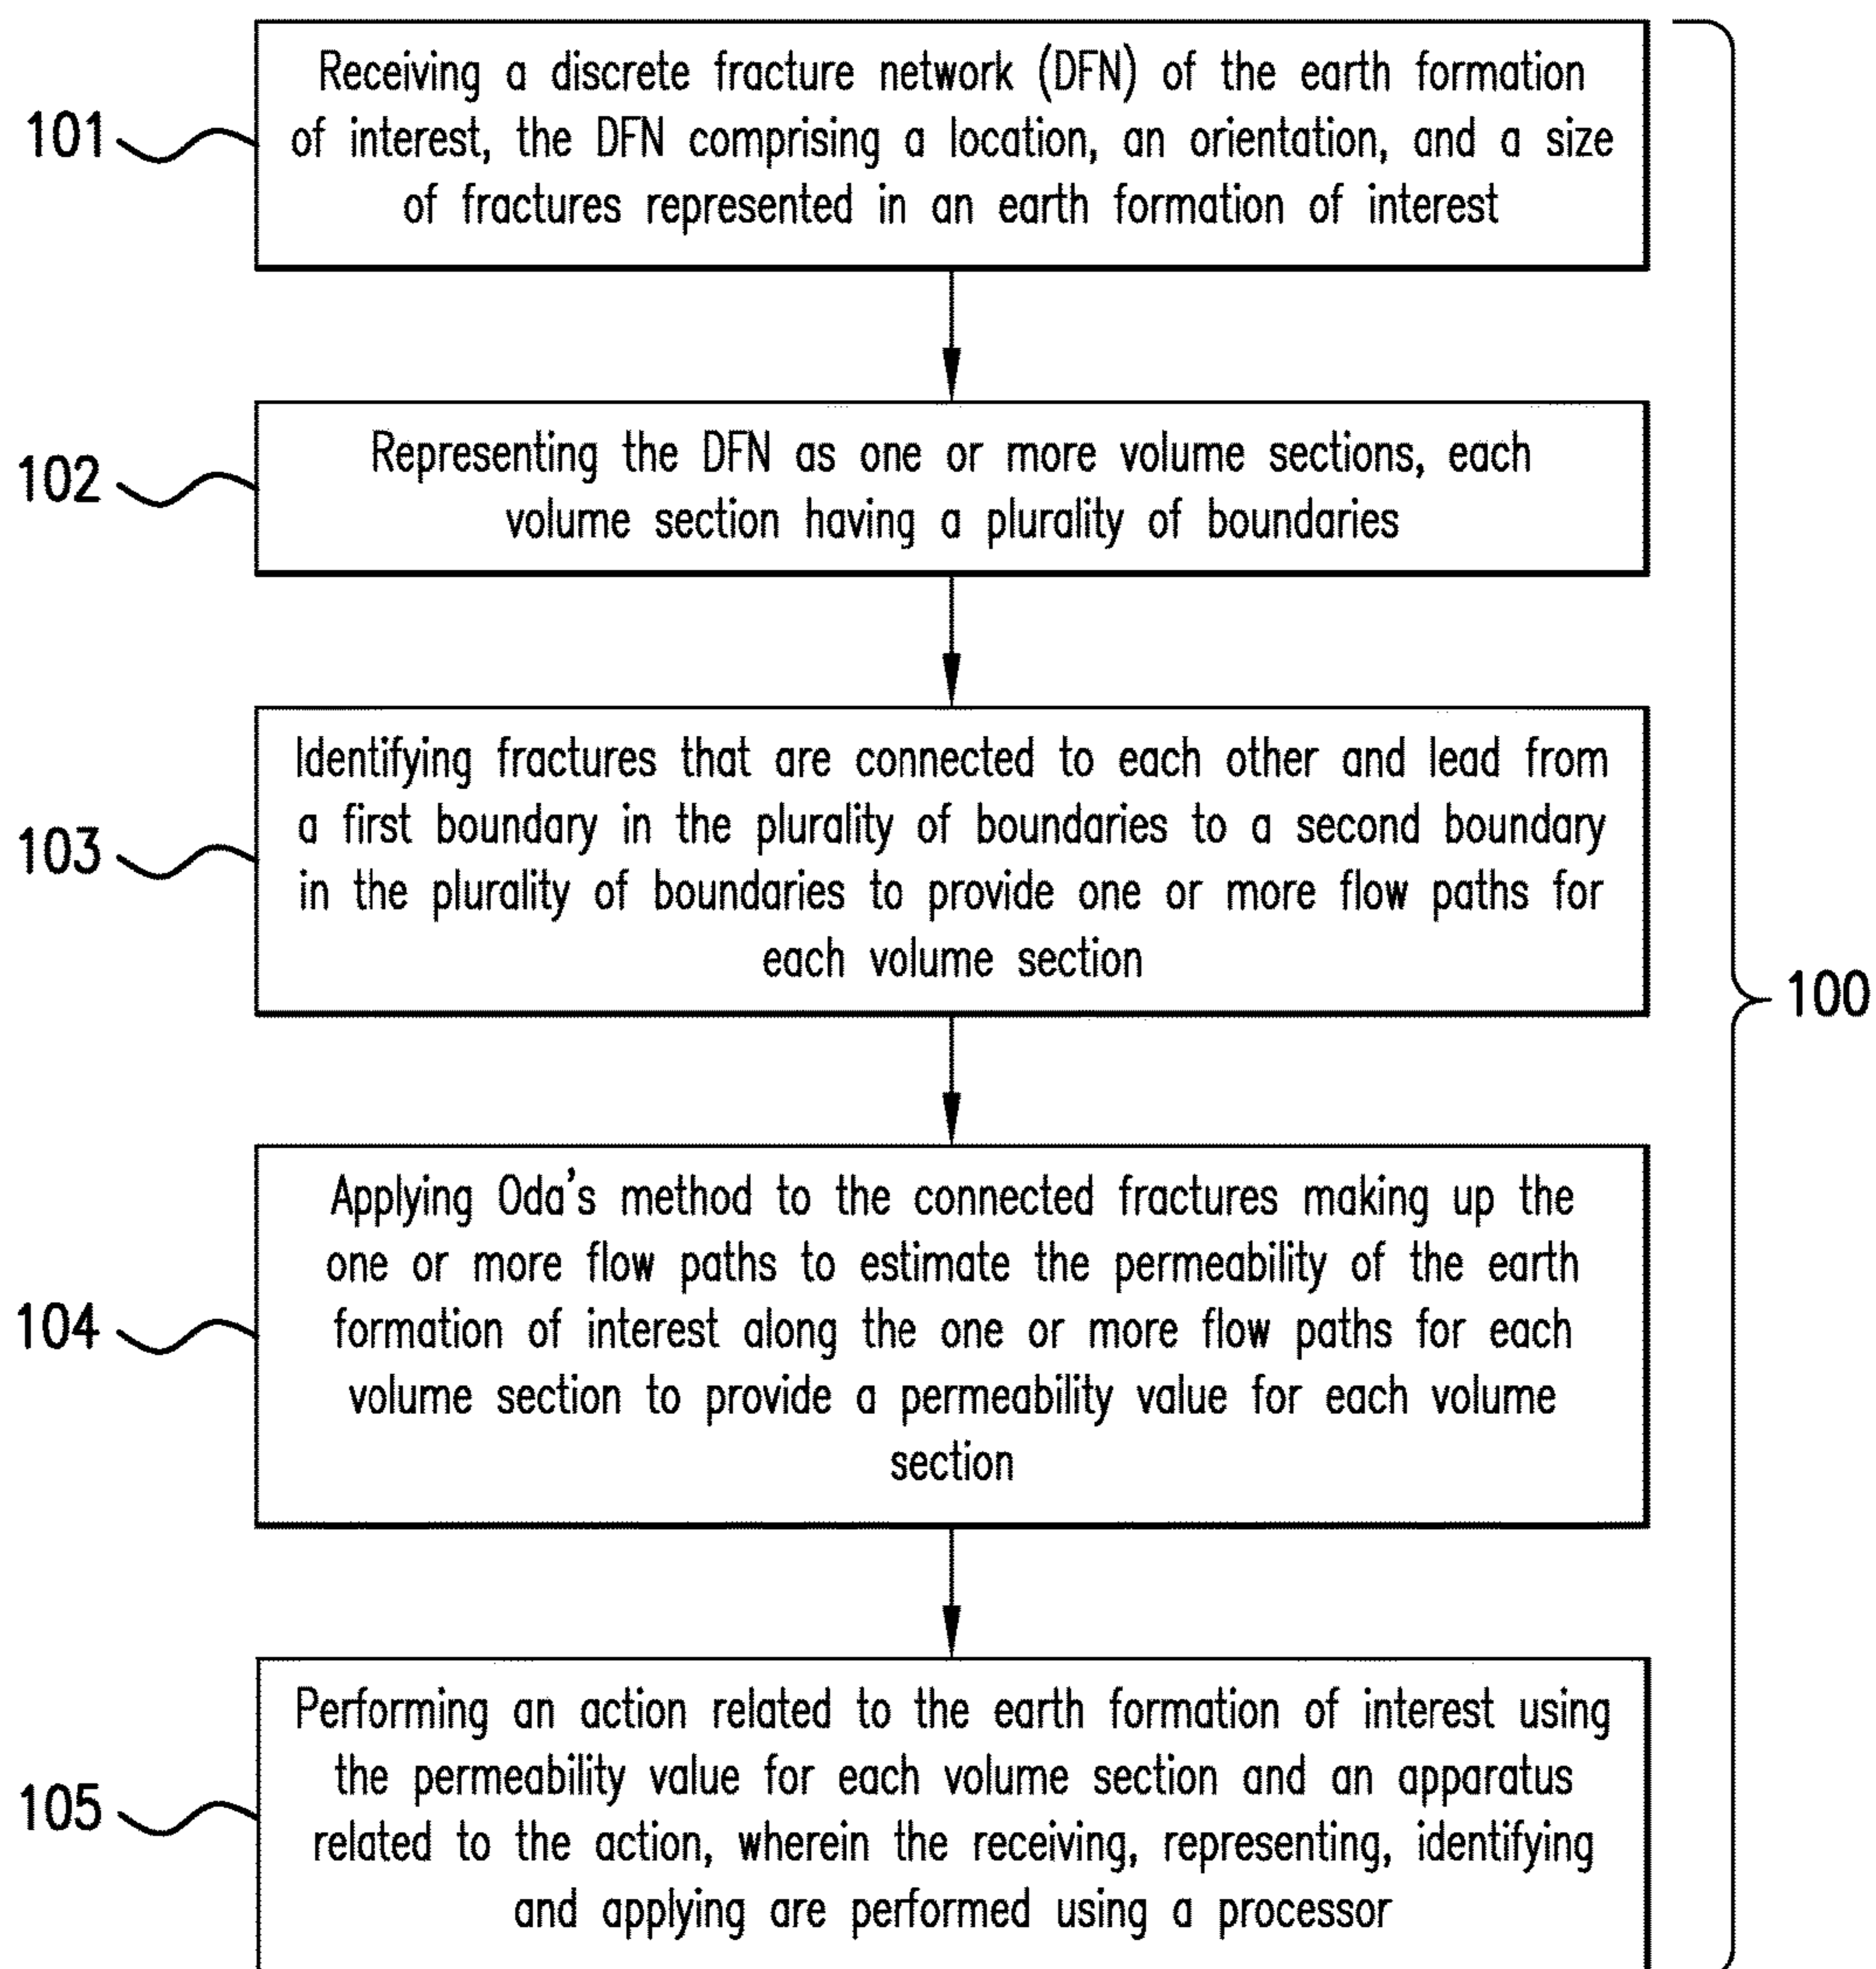 Receiving a discrete fracture network (DFN) of the earth formation
of interest, the DFN comprising a location, an orientation, and a size
of fractures represented in an earth formation of interest
101
Representing the DFN as one or more volume sections, each
volume section having a plurality of boundaries
102
Identifying fractures that are connected to each other and lead from
a first boundary in the plurality of boundaries to a second boundary
in the plurality of boundaries to provide one or more flow paths for
each volume section
103
100
Applying Oda's method to the connected fractures making up the
one or more flow paths to estimate the permeability of the earth
formation of interest along the one or more flow paths for each
volume section to provide a permeability value for each volume
section
104
Performing an action related to the earth formation of interest using
the permeability value for each volume section and an apparatus
related to the action, wherein the receiving, representing, identifying
and applying are performed using a processor
105